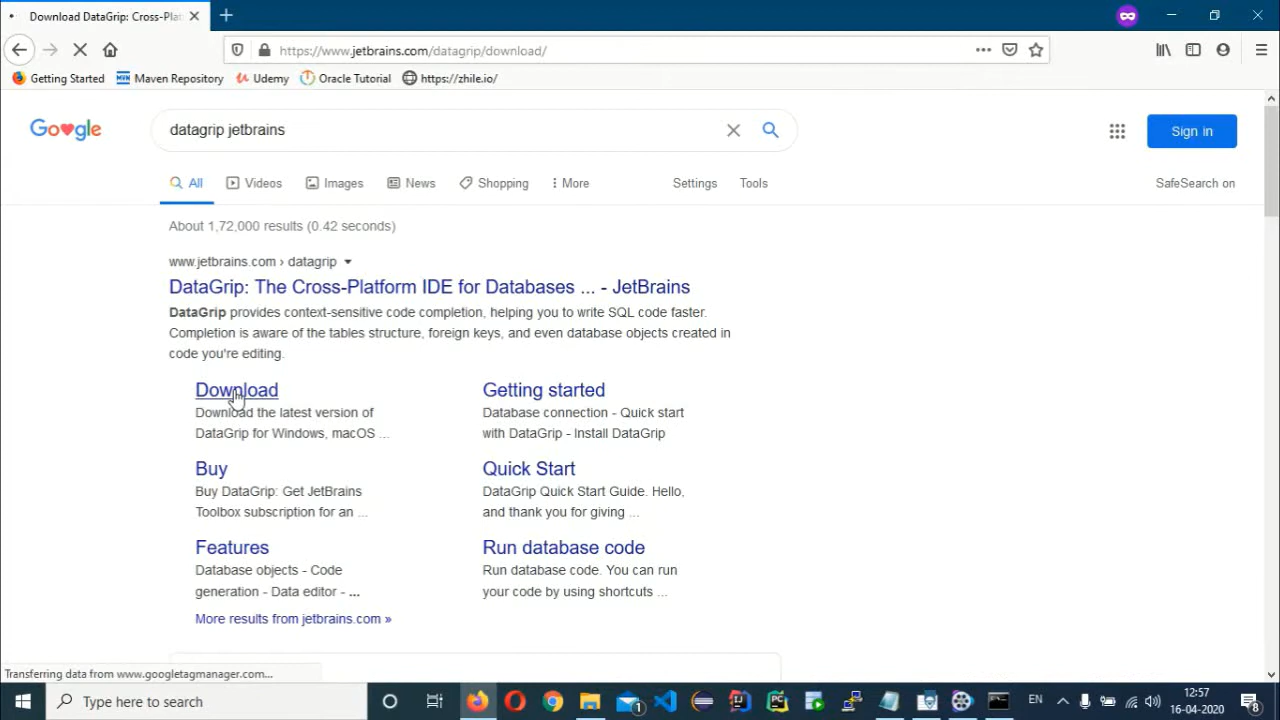 Download DataGrip: Cross-Plat
https://www.jetbrains.com/datagrip/download/
Getting Started
Maven Repository
Udemy
Oracle Tutorial
https://zhile.io/
Google
datagrip jetbrains
Sign in
All
Videos
Images
News
Shopping
More
Settings
Tools
SafeSearch on
About 1,72,000 results (0.42 seconds)
www.jetbrains.com › datagrip
DataGrip: The Cross-Platform IDE for Databases ... - JetBrains
DataGrip provides context-sensitive code completion, helping you to write SQL code faster.
Completion is aware of the tables structure, foreign keys, and even database objects created in
code you're editing.
Download
Download the latest version of
DataGrip for Windows, macOS ...
Getting started
Database connection - Quick start
with DataGrip - Install DataGrip
Buy
Buy DataGrip: Get JetBrains
Toolbox subscription for an ...
Quick Start
DataGrip Quick Start Guide. Hello,
and thank you for giving ...
Features
Database objects - Code
generation - Data editor - ...
Run database code
Run database code. You can run
your code by using shortcuts ...
More results from jetbrains.com »
Transferring data from www.googletagmanager.com...
Type here to search
1
EN
12:57
16-04-2020
8